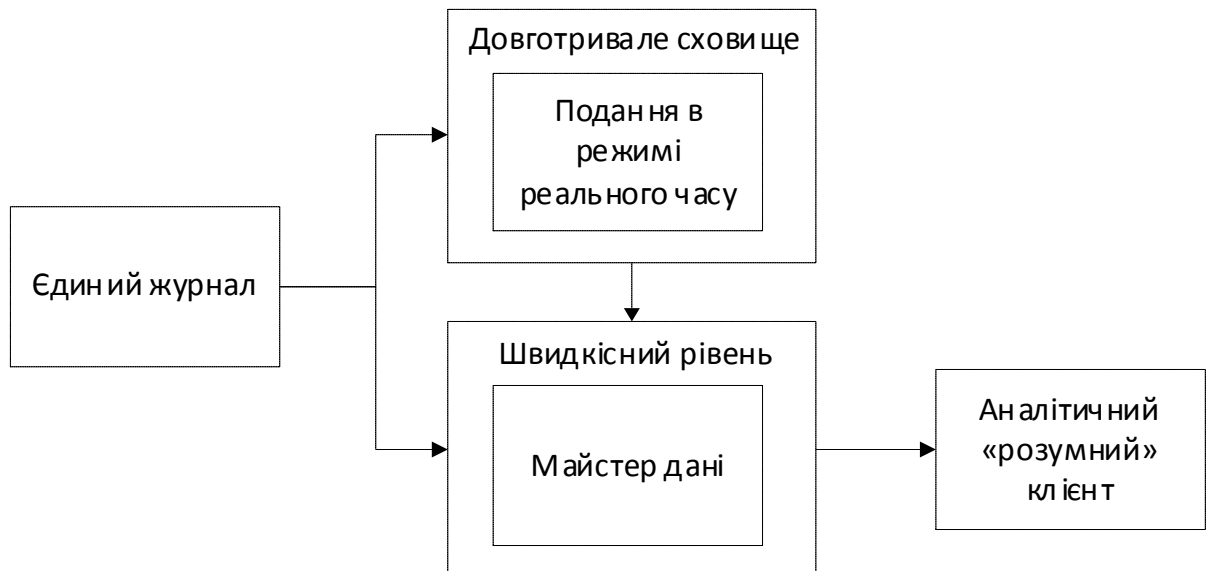 Довготривале сховище
Подання в
режимі
реального часу
Єдиний журнал
Швидкісний рівень
Майстер дані
Аналітичний
«розумний»
клієнт